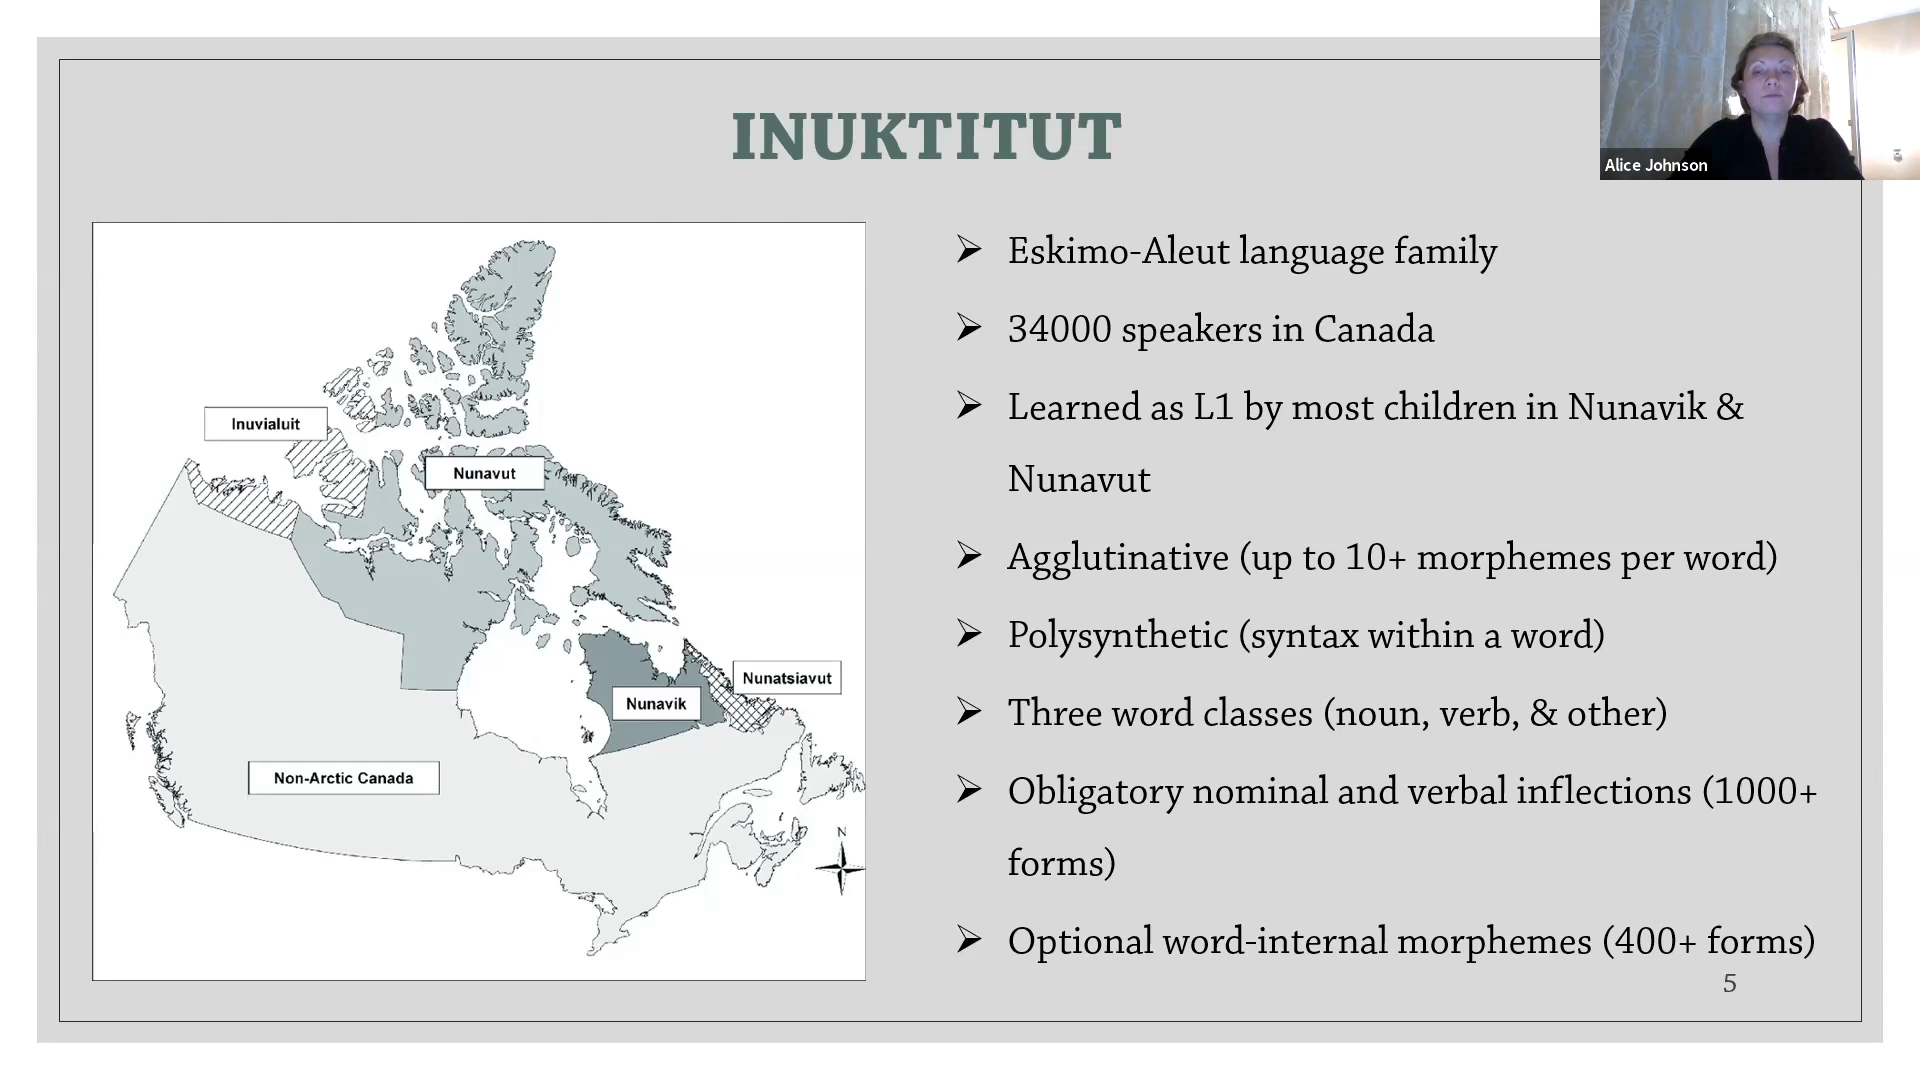 INUKTITUT
Alice Johnson
Inuvialuit
Nunavut
Nunatsiavut
Nunavik
Non-Arctic Canada
N
Eskimo-Aleut language family
34000 speakers in Canada
Learned as L1 by most children in Nunavik &
Nunavut
Agglutinative (up to 10+ morphemes per word)
Polysynthetic (syntax within a word)
Three word classes (noun, verb, & other)
Obligatory nominal and verbal inflections (1000+
forms)
Optional word-internal morphemes (400+ forms)
5